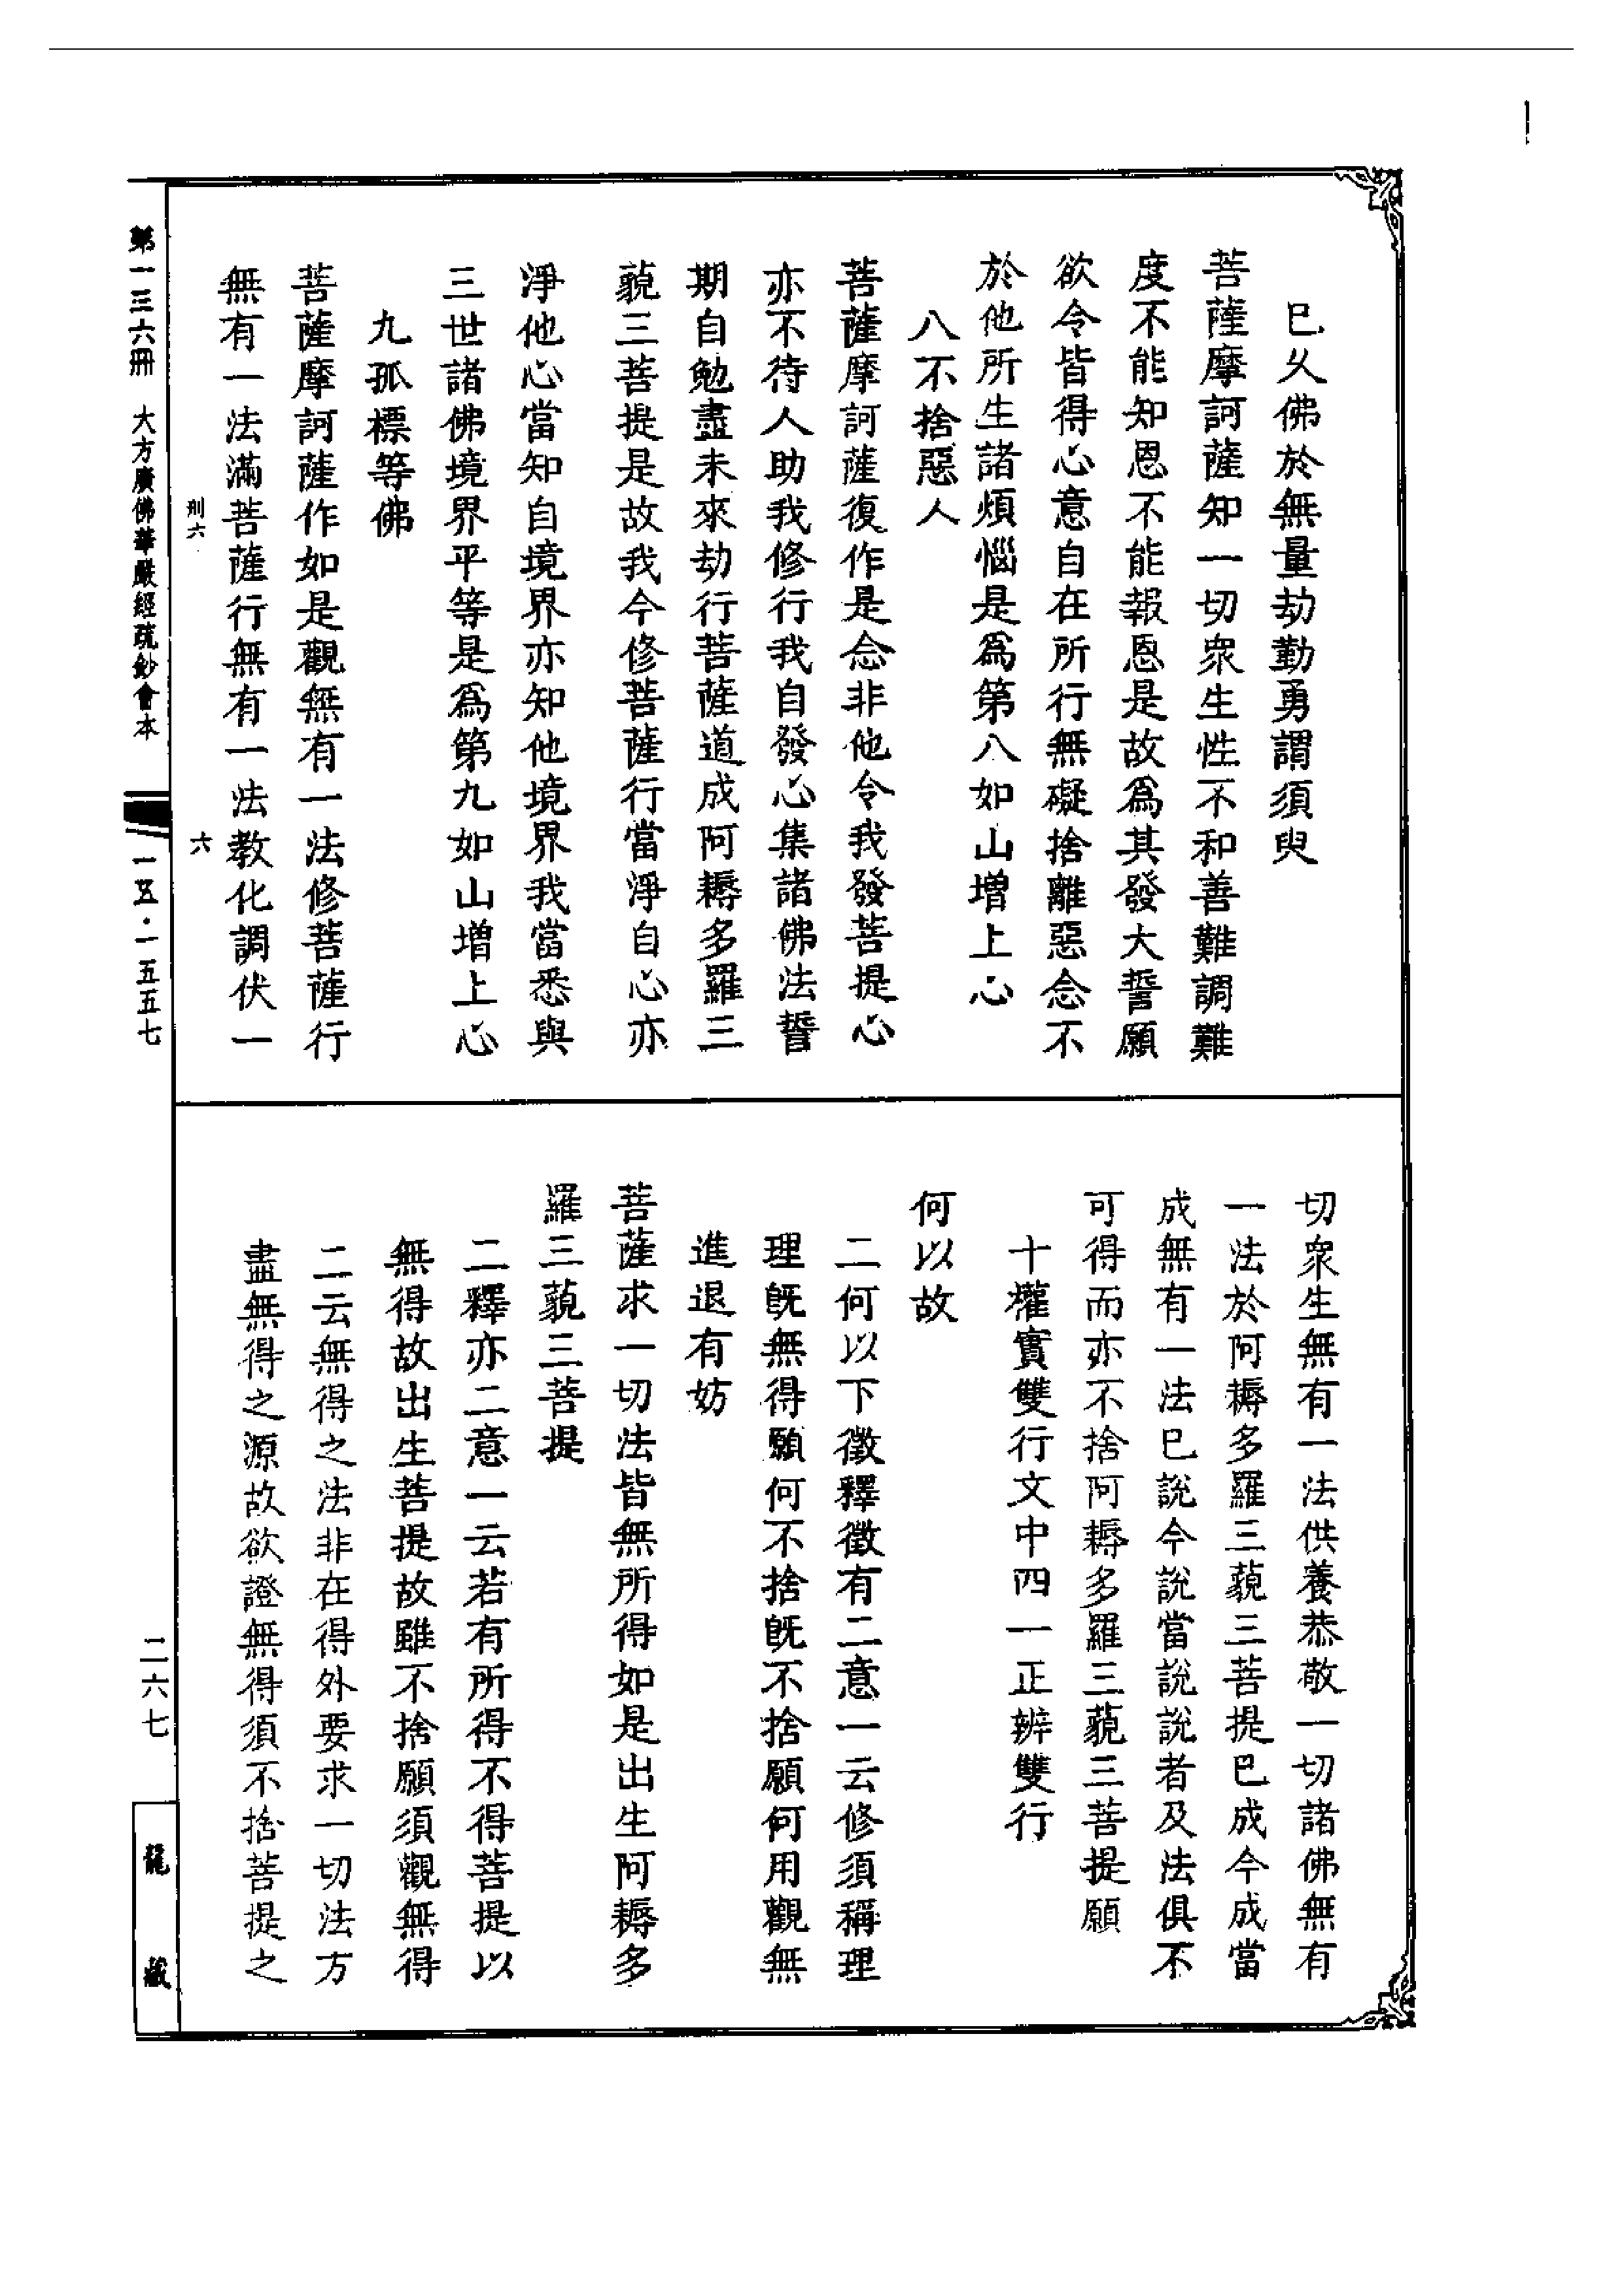 已久佛於無量劫勤勇謂須臾
菩薩摩訶薩知一切衆生性不和善難調難
度不能知恩不能報恩是故爲其發大誓願
欲令皆得心意自在所行無礙捨離惡念不
於他所生諸煩惱是爲第八如山增上心
八不捨惡人
菩薩摩訶薩復作是念非他令我發菩提心
亦不待人助我修行我自發心集諸佛法誓
期自勉盡未來劫行菩薩道成阿耨多羅三
藐三菩提是故我今修菩薩行當淨自心亦
淨他心當知自境界亦知他境界我當悉與
三世諸佛境界平等是爲第九如山增上心
九孤標等佛
菩薩摩訶薩作如是觀無有一法修菩薩行
無有一法滿菩薩行無有一法教化調伏一
切衆生無有一法供養恭敬一切諸佛無有
一法於阿耨多羅三藐三菩提已成今成當
成無有一法已說今說當說說者及法俱不
可得而亦不捨阿耨多羅三藐三菩提願
十權實雙行文中四一正辨雙行
何以故
二何以下徵釋徵有二意一云修須稱理
理旣無得願何不捨旣不捨願何用觀無
進退有妨
菩薩求一切法皆無所得如是出生阿耨多
羅三藐三菩提
二釋亦二意一云若有所得不得菩提以
無得故出生菩提故雖不捨願須觀無得
二云無得之法非在得外要求一切法方
盡無得之源故欲證無得須不捨菩提之
六
第一三六冊 大方廣佛華嚴經疏鈔會本
一五五·一五五七
二六七
龍藏